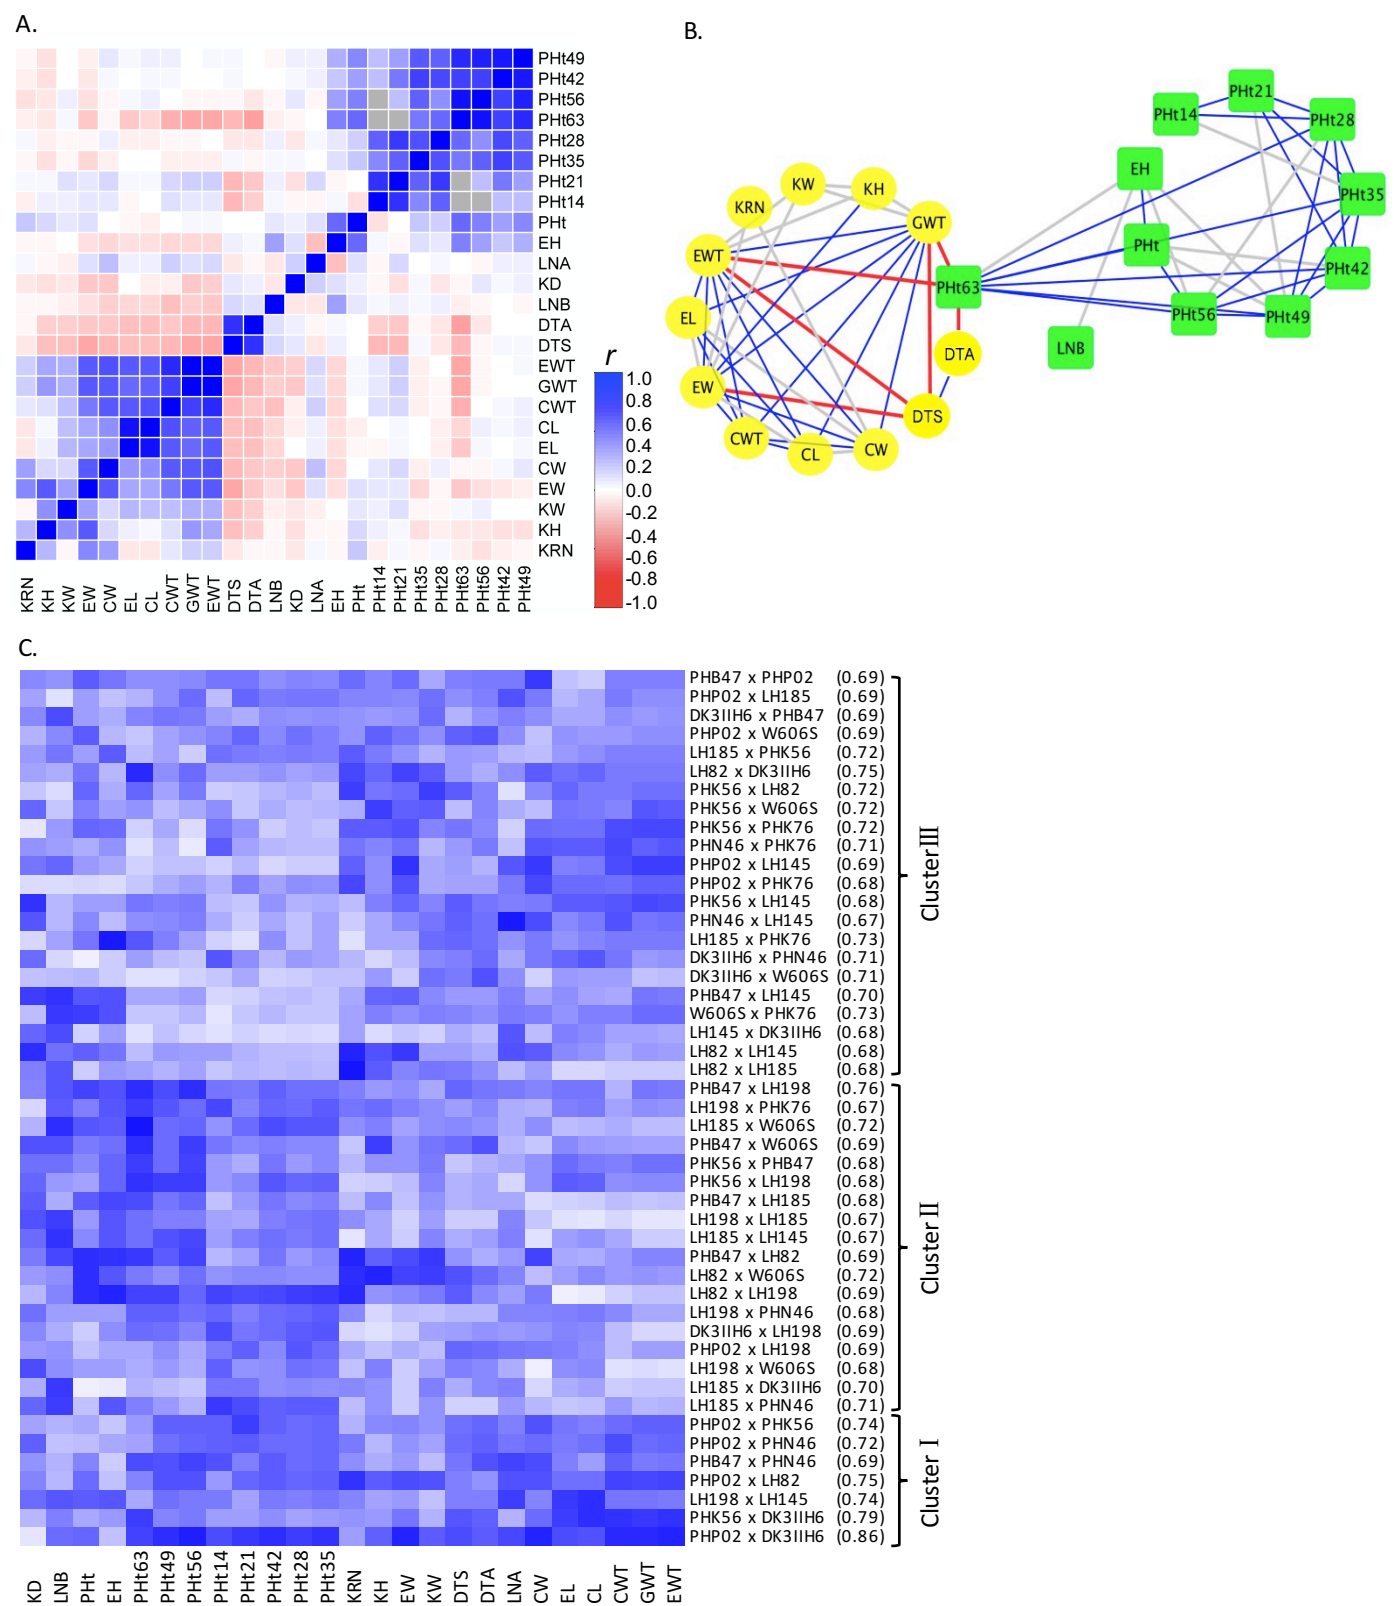 A.
PHt49
PHt42
PHt56
PHt63
PHt28
PHt35
PHt21
PHt14
PHt
EH
LNA
KD
LNB
DTA
DTS
EWT
GWT
CWT
CL
EL
CW
EW
KW
KH
KRN
KRN KH KW EW CW EL CL CWT GWT EWT DTS DTA LNB KD LNA EH PHt PHt14 PHt21 PHt35 PHt28 PHt63 PHt56 PHt42 PHt49
r
1.0
0.8
0.6
0.4
0.2
0.0
-0.2
-0.4
-0.6
-0.8
-1.0
B.
PHt21
PHt14
PHt28
EH
KW
KH
PHt35
KRN
GWT
PHt
EWT
PHt42
PHt63
PHt56
PHt49
EL
LNB
DTA
EW
DTS
CWT
CL
CW
C.
PHB47 x PHP02 (0.69)
PHP02 x LH185 (0.69)
DK3IIH6 x PHB47 (0.69)
PHP02 x W606S (0.69)
LH185 x PHK56 (0.72)
LH82 x DK3IIH6 (0.75)
PHK56 x LH82 (0.72)
PHK56 x W606S (0.72)
PHK56 x PHK76 (0.72)
PHN46 x PHK76 (0.71)
PHP02 x LH145 (0.69)
PHP02 x PHK76 (0.68)
PHK56 x LH145 (0.68)
PHN46 x LH145 (0.67)
LH185 x PHK76 (0.73)
DK3IIH6 x PHN46 (0.71)
DK3IIH6 x W606S (0.71)
PHB47 x LH145 (0.70)
W606S x PHK76 (0.73)
LH145 x DK3IIH6 (0.68)
LH82 x LH145 (0.68)
LH82 x LH185 (0.68)
PHB47 x LH198 (0.76)
LH198 x PHK76 (0.67)
LH185 x W606S (0.72)
PHB47 x W606S (0.69)
PHK56 x PHB47 (0.68)
PHK56 x LH198 (0.68)
PHB47 x LH185 (0.68)
LH198 x LH185 (0.67)
LH185 x LH145 (0.67)
PHB47 x LH82 (0.69)
LH82 x W606S (0.72)
LH82 x LH198 (0.69)
LH198 x PHN46 (0.68)
DK3IIH6 x LH198 (0.69)
PHP02 x LH198 (0.69)
LH198 x W606S (0.68)
LH185 x DK3IIH6 (0.70)
LH185 x PHN46 (0.71)
PHP02 x PHK56 (0.74)
PHP02 x PHN46 (0.72)
PHB47 x PHN46 (0.69)
PHP02 x LH82 (0.75)
LH198 x LH145 (0.74)
PHK56 x DK3IIH6 (0.79)
PHP02 x DK3IIH6 (0.86)
Cluster III
Cluster II
Cluster I
KD LNB PHt EH PHt63 PHt49 PHt56 PHt14 PHt21 PHt42 PHt28 PHt35 KRN KH EW KW DTS DTA LNA CW EL CL CWT GWT EWT